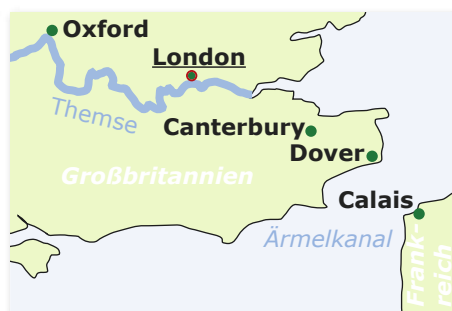 Oxford
London
Themse
Canterbury
Dover
Großbritannien
Calais
Ärmelkanal
Frank-
reich